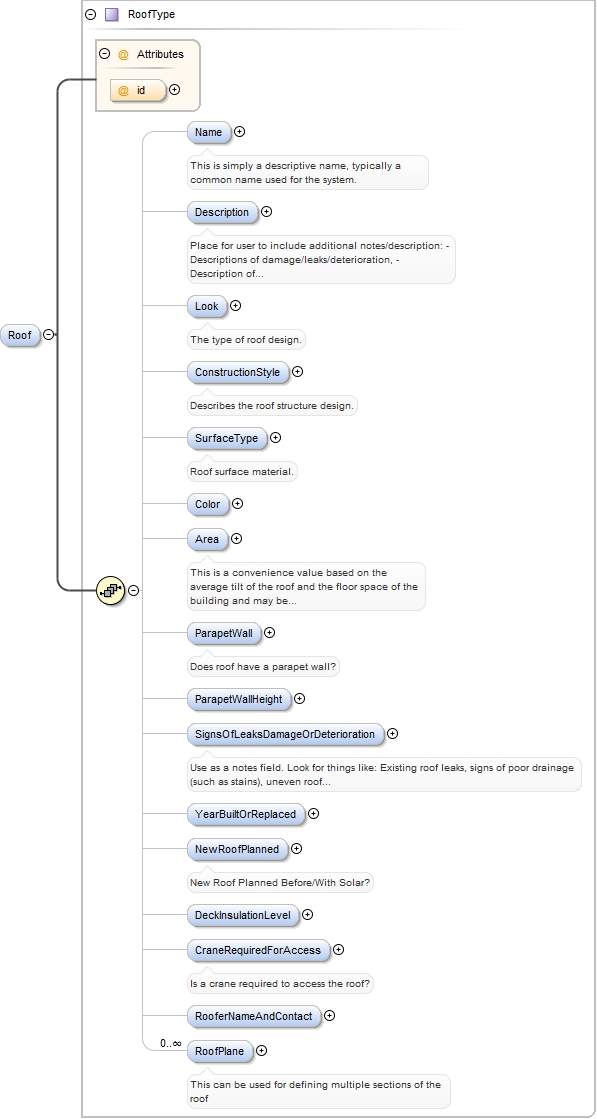 RoofType
@ Attributes
@ id
Name
This is simply a descriptive name, typically a
common name used for the system.
Description
Place for user to include additional notes/description: -
Descriptions of damage/leaks/deterioration, -
Description of...
Look
The type of roof design.
Roof
ConstructionStyle
Describes the roof structure design.
SurfaceType
Roof surface material.
Color
Area
This is a convenience value based on the
average tilt of the roof and the floor space of the
building and may be...
ParapetWall
Does roof have a parapet wall?
ParapetWallHeight
SignsOfLeaksDamageOrDeterioration
Use as a notes field. Look for things like: Existing roof leaks, signs of poor drainage
(such as stains), uneven roof...
YearBuiltOrReplaced
NewRoofPlanned
New Roof Planned Before/With Solar?
DeckInsulationLevel
CraneRequiredForAccess
Is a crane required to access the roof?
RooferNameAndContact
0..∞
RoofPlane
This can be used for defining multiple sections of the
roof